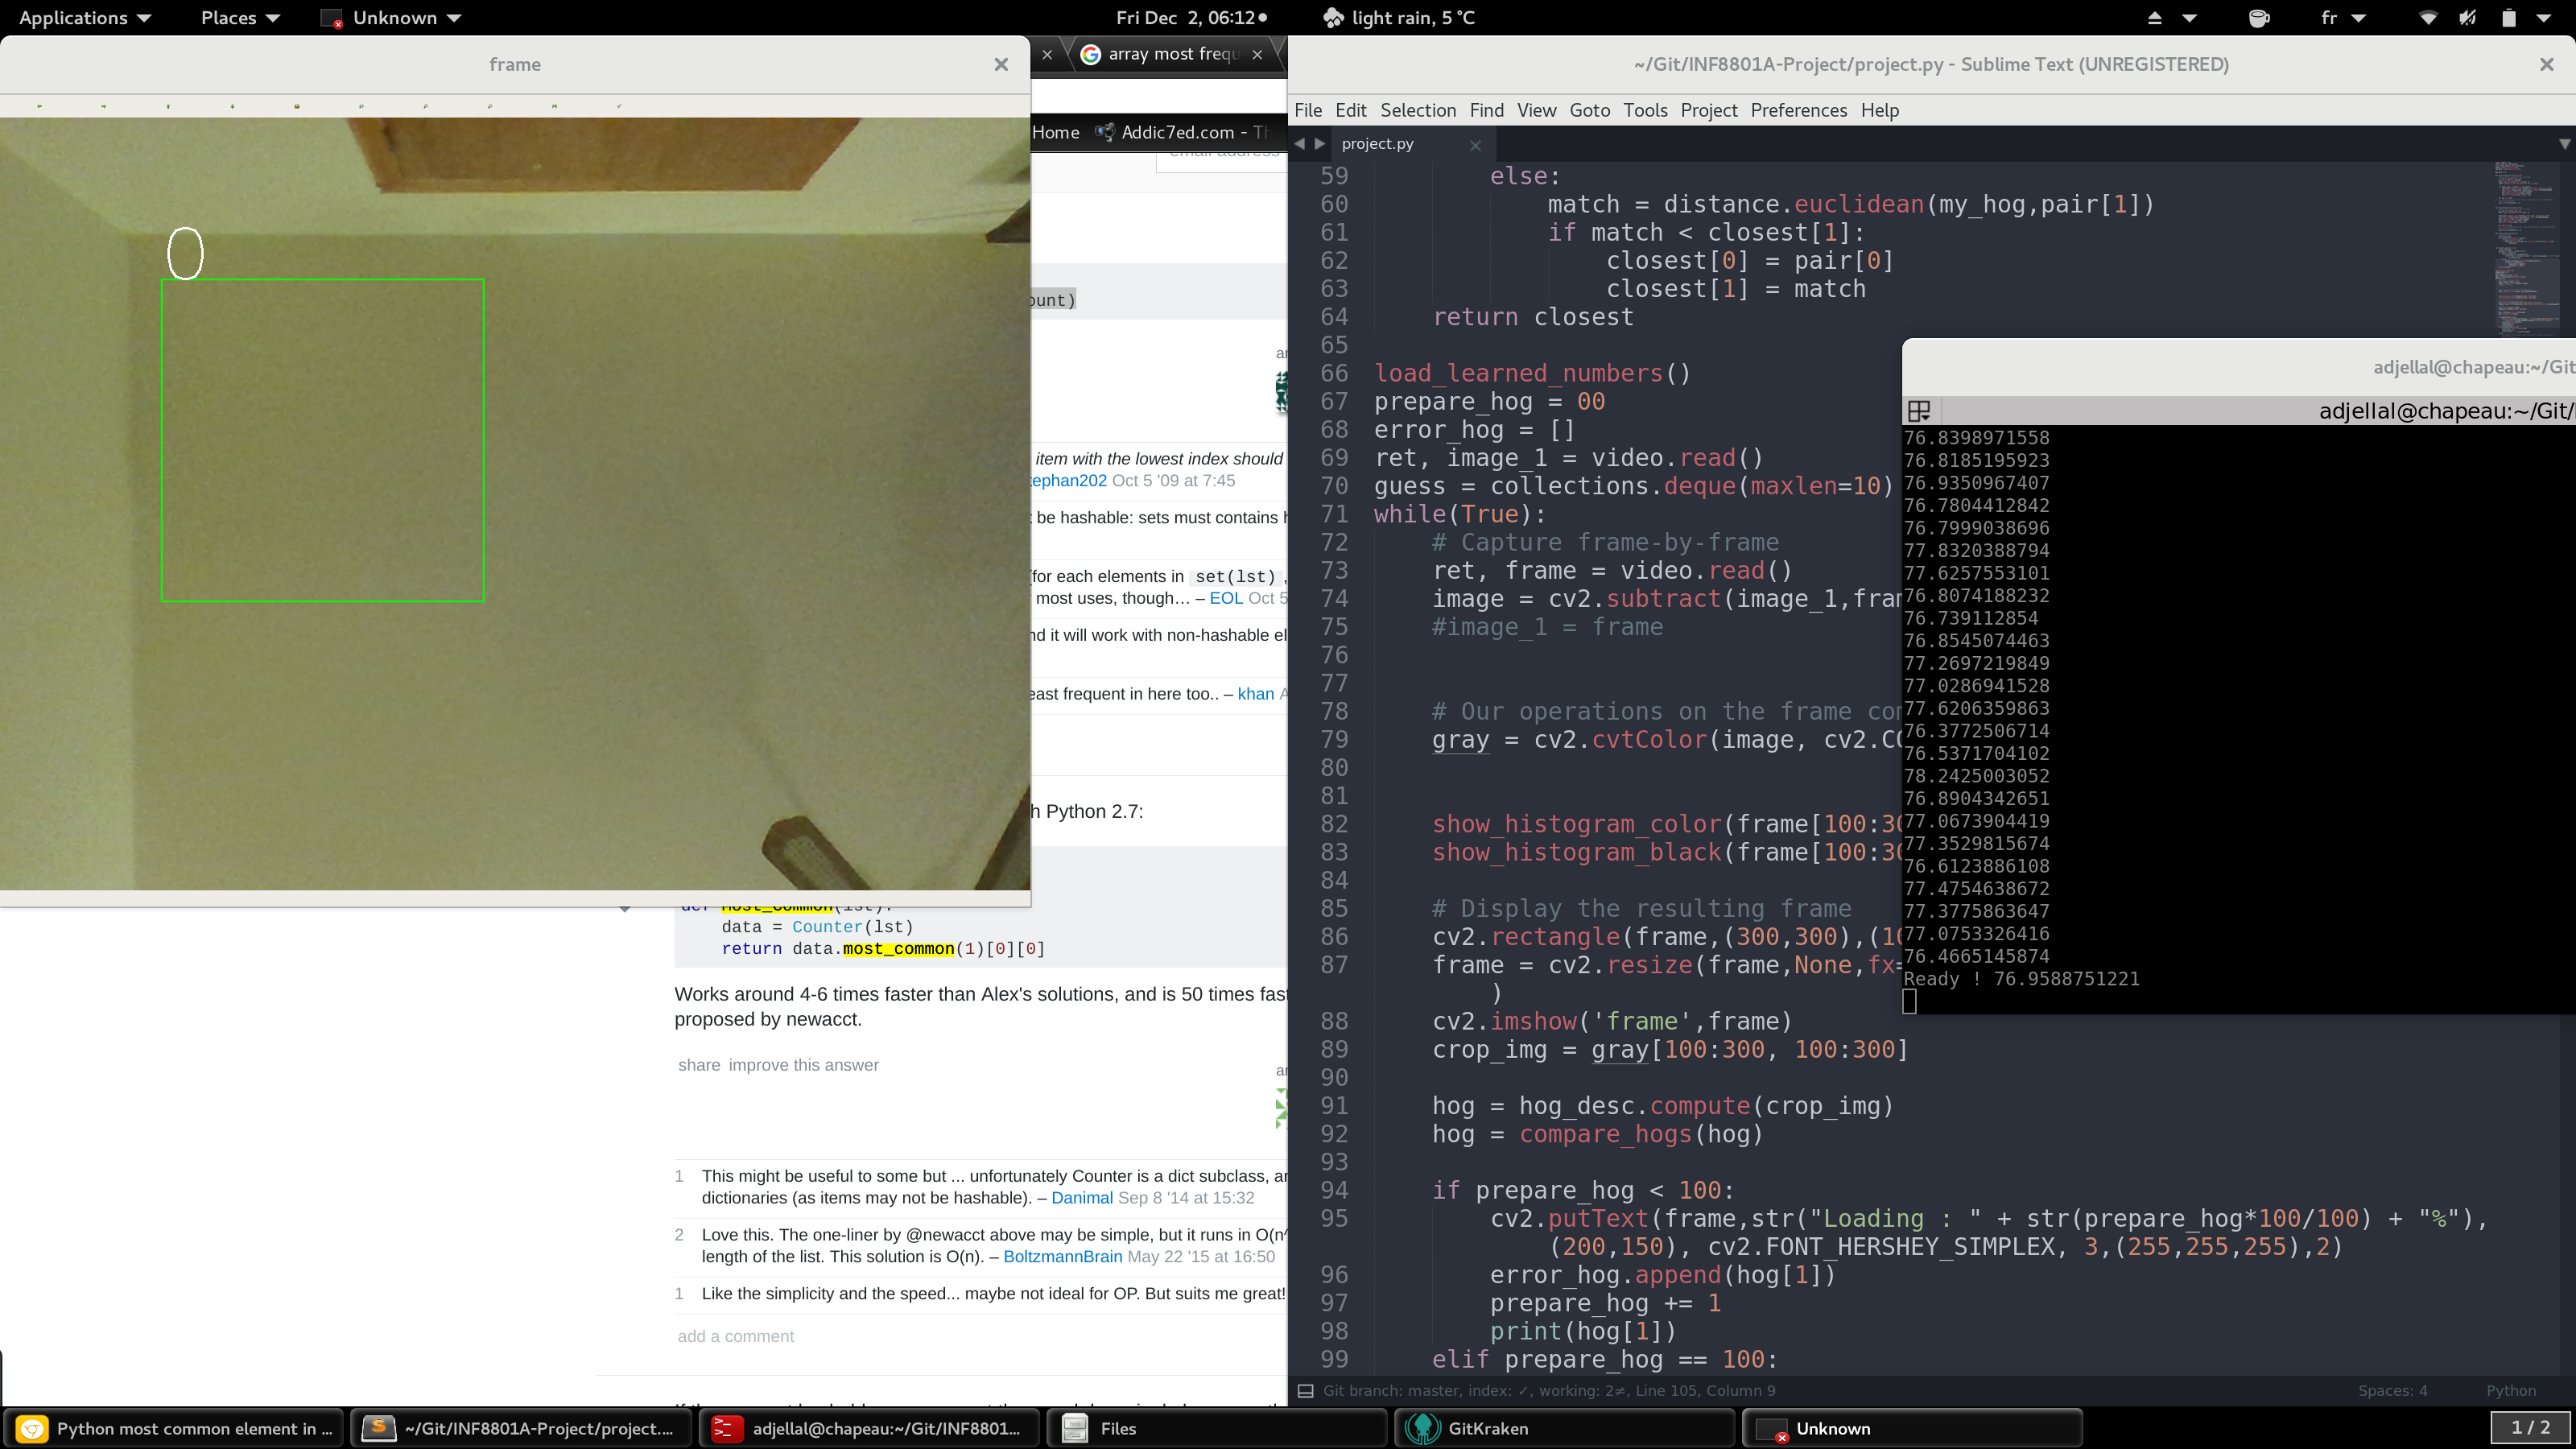 Applications
Places
Unknown
Fri Dec 2, 06:12
light rain, 5 °C
fr
frame
0
array most frequ
Home
Addic7ed.com - Th
ount)
item with the lowest index should
tephan202 Oct 5 '09 at 7:45
be hashable: sets must contains
(for each elements in set(lst),
most uses, though… – EOL Oct 5
nd it will work with non-hashable el
east frequent in here too.. – khan
h Python 2.7:
def most_common(lst):
data = Counter(lst)
return data.most_common(1)[0][0]
Works around 4-6 times faster than Alex's solutions, and is 50 times fas
proposed by newacct.
share improve this answer
1 This might be useful to some but ... unfortunately Counter is a dict subclass, an
dictionaries (as items may not be hashable). – Danimal Sep 8 '14 at 15:32
2 Love this. The one-liner by @newacct above may be simple, but it runs in O(n^
length of the list. This solution is O(n). – BoltzmannBrain May 22 '15 at 16:50
1 Like the simplicity and the speed... maybe not ideal for OP. But suits me great!
add a comment
~/Git/INF8801A-Project/project.py - Sublime Text (UNREGISTERED)
File Edit Selection Find View Goto Tools Project Preferences Help
project.py
59 else:
60 match = distance.euclidean(my_hog,pair[1])
61 if match < closest[1]:
62 closest[0] = pair[0]
63 closest[1] = match
64 return closest
65
66 load_learned_numbers()
67 prepare_hog = 00
68 error_hog = []
69 ret, image_1 = video.read()
70 guess = collections.deque(maxlen=10)
71 while(True):
72 # Capture frame-by-frame
73 ret, frame = video.read()
74 image = cv2.subtract(image_1,fram
75 #image_1 = frame
76
77
78 # Our operations on the frame com
79 gray = cv2.cvtColor(image, cv2.CO
80
81
82 show_histogram_color(frame[100:30
83 show_histogram_black(frame[100:30
84
85 # Display the resulting frame
86 cv2.rectangle(frame,(300,300),(10
87 frame = cv2.resize(frame,None,fx=
)
88 cv2.imshow('frame',frame)
89 crop_img = gray[100:300, 100:300]
90
91 hog = hog_desc.compute(crop_img)
92 hog = compare_hogs(hog)
93
94 if prepare_hog < 100:
95 cv2.putText(frame,str("Loading : " + str(prepare_hog*100/100) + "%"),
(200,150), cv2.FONT_HERSHEY_SIMPLEX, 3,(255,255,255),2)
96 error_hog.append(hog[1])
97 prepare_hog += 1
98 print(hog[1])
99 elif prepare_hog == 100:
Git branch: master, index: ✓, working: 2≠, Line 105, Column 9
Spaces: 4
Python
adjellal@chapeau:~/Git
adjellal@chapeau:~/Git/
76.8398971558
76.8185195923
76.9350967407
76.7804412842
76.7999038696
77.8320388794
77.6257553101
76.8074188232
76.739112854
76.8545074463
77.2697219849
77.0286941528
77.6206359863
76.3772506714
76.5371704102
78.2425003052
76.8904342651
77.0673904419
77.3529815674
76.6123886108
77.4754638672
77.3775863647
77.0753326416
76.4665145874
Ready ! 76.9588751221
Python most common element in ...
~/Git/INF8801A-Project/project....
adjellal@chapeau:~/Git/INF8801...
Files
GitKraken
Unknown
1 / 2